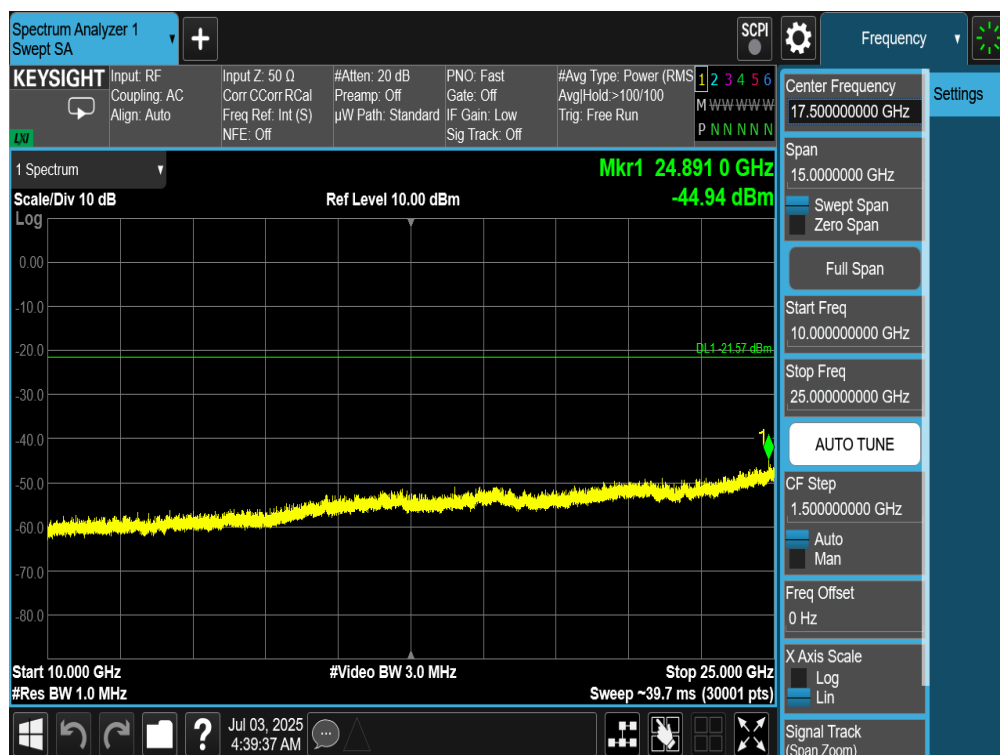 Spectrum Analyzer 1
Swept SA
+
SCPI
Frequency
KEYSIGHT
LXI
Input: RF
Coupling: AC
Align: Auto
Input Z: 50 Ω
Corr CCorr RCal
Freq Ref: Int (S)
NFE: Off
#Atten: 20 dB
Preamp: Off
µW Path: Standard
PNO: Fast
Gate: Off
IF Gain: Low
Sig Track: Off
#Avg Type: Power (RMS
Avg|Hold:>100/100
Trig: Free Run
1 2 3 4 5 6
M W W W W W W
P N N N N N N
Center Frequency
17.500000000 GHz
Settings
Span
15.0000000 GHz
Swept Span
Zero Span
Full Span
Start Freq
10.000000000 GHz
Stop Freq
25.000000000 GHz
AUTO TUNE
CF Step
1.500000000 GHz
Auto
Man
Freq Offset
0 Hz
X Axis Scale
Log
Lin
Signal Track
(Span Zoom)
1 Spectrum
Mkr1 24.891 0 GHz
-44.94 dBm
Scale/Div 10 dB
Ref Level 10.00 dBm
Log
0.00
-10.0
-20.0
DL1 -21.57 dBm
-30.0
-40.0
1
-50.0
-60.0
-70.0
-80.0
Start 10.000 GHz
#Video BW 3.0 MHz
Stop 25.000 GHz
#Res BW 1.0 MHz
Sweep ~39.7 ms (30001 pts)
?
Jul 03, 2025
4:39:37 AM